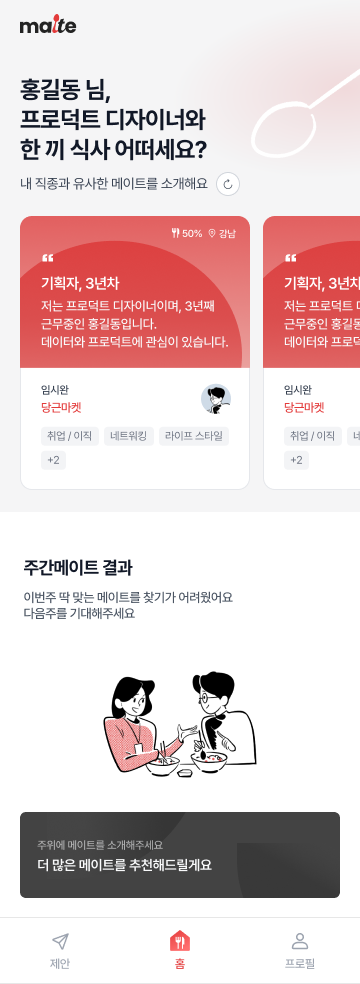 maite
홍길동 님,
프로덕트 디자이너와
한 끼 식사 어떠세요?
내 직종과 유사한 메이트를 소개해요
50% 강남
“
기획자, 3년차
저는 프로덕트 디자이너이며, 3년째
근무중인 홍길동입니다.
데이터와 프로덕트에 관심이 있습니다.
임시완
당근마켓
취업 / 이직 네트워킹 라이프 스타일
+2
“
기획자, 3년차
저는 프로덕트
근무중인 홍길
데이터와 프로
임시완
당근마켓
취업 / 이직
+2
주간메이트 결과
이번주 딱 맞는 메이트를 찾기가 어려웠어요
다음주를 기대해주세요
주위에 메이트를 소개해주세요
더 많은 메이트를 추천해드릴게요
제안 홈 프로필